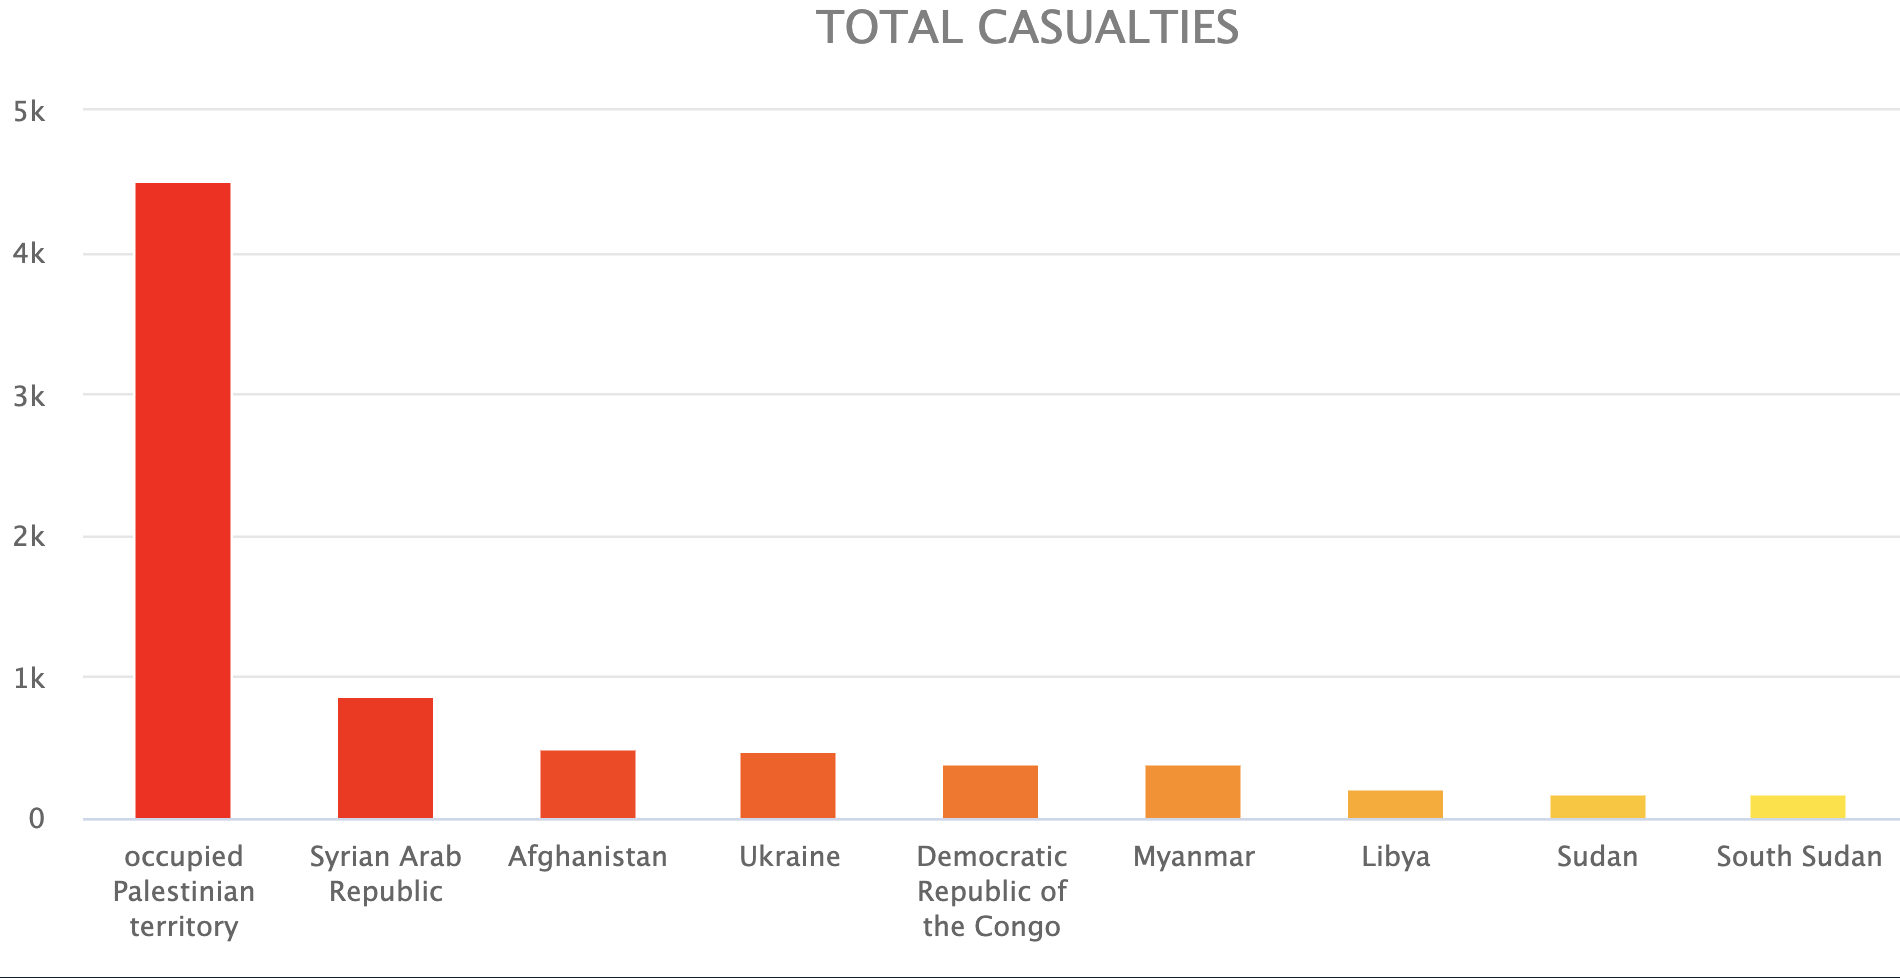 TOTAL CASUALTIES
5k
4k
3k
2k
1k
0
occupied
Palestinian
territory
Syrian Arab
Republic
Afghanistan
Ukraine
Democratic
Republic of
the Congo
Myanmar
Libya
Sudan
South Sudan